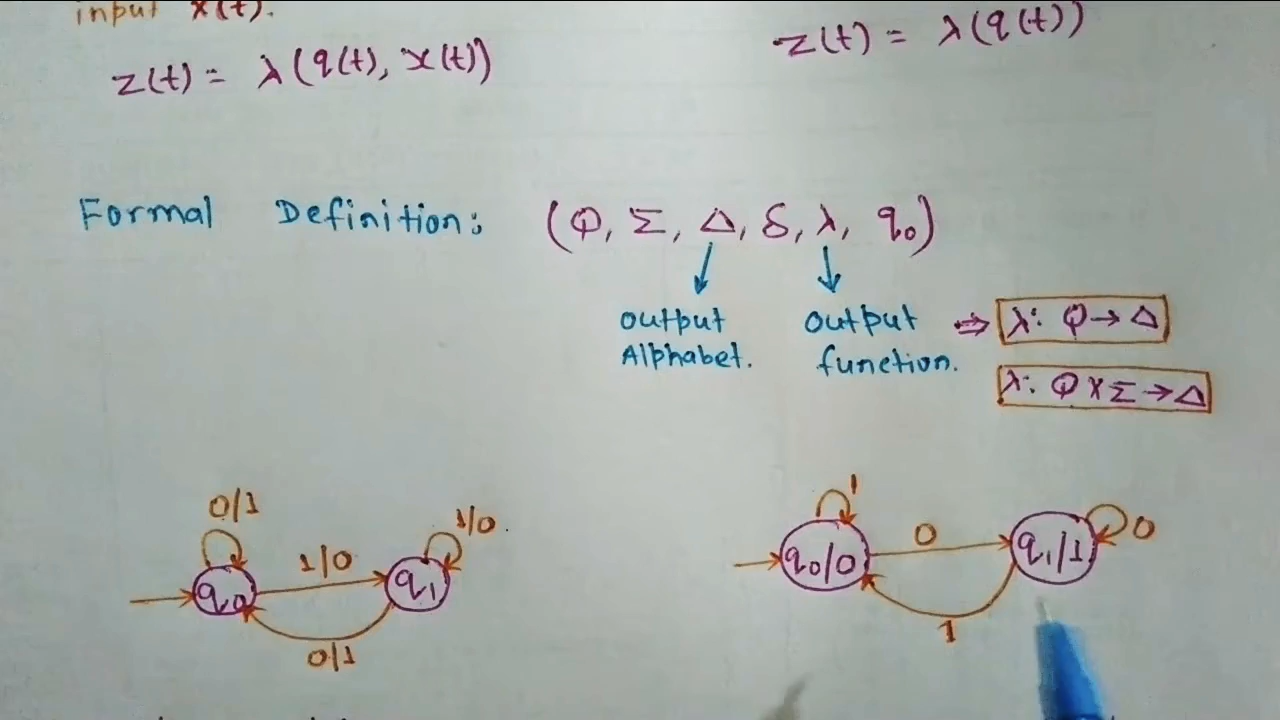 input x(t).
z(t) = λ(q(t), x(t))
z(t) = λ(q(t))
Formal Definition: (Q, Σ, Δ, δ, λ, q₀)
output Alphabet.
output function.
⇒ λ: Q → Δ
λ: Q X Σ → Δ
0/1
1/0
1/0
q₀
q₁
0/1
1
0
0
q₀/0
q₁/1
1